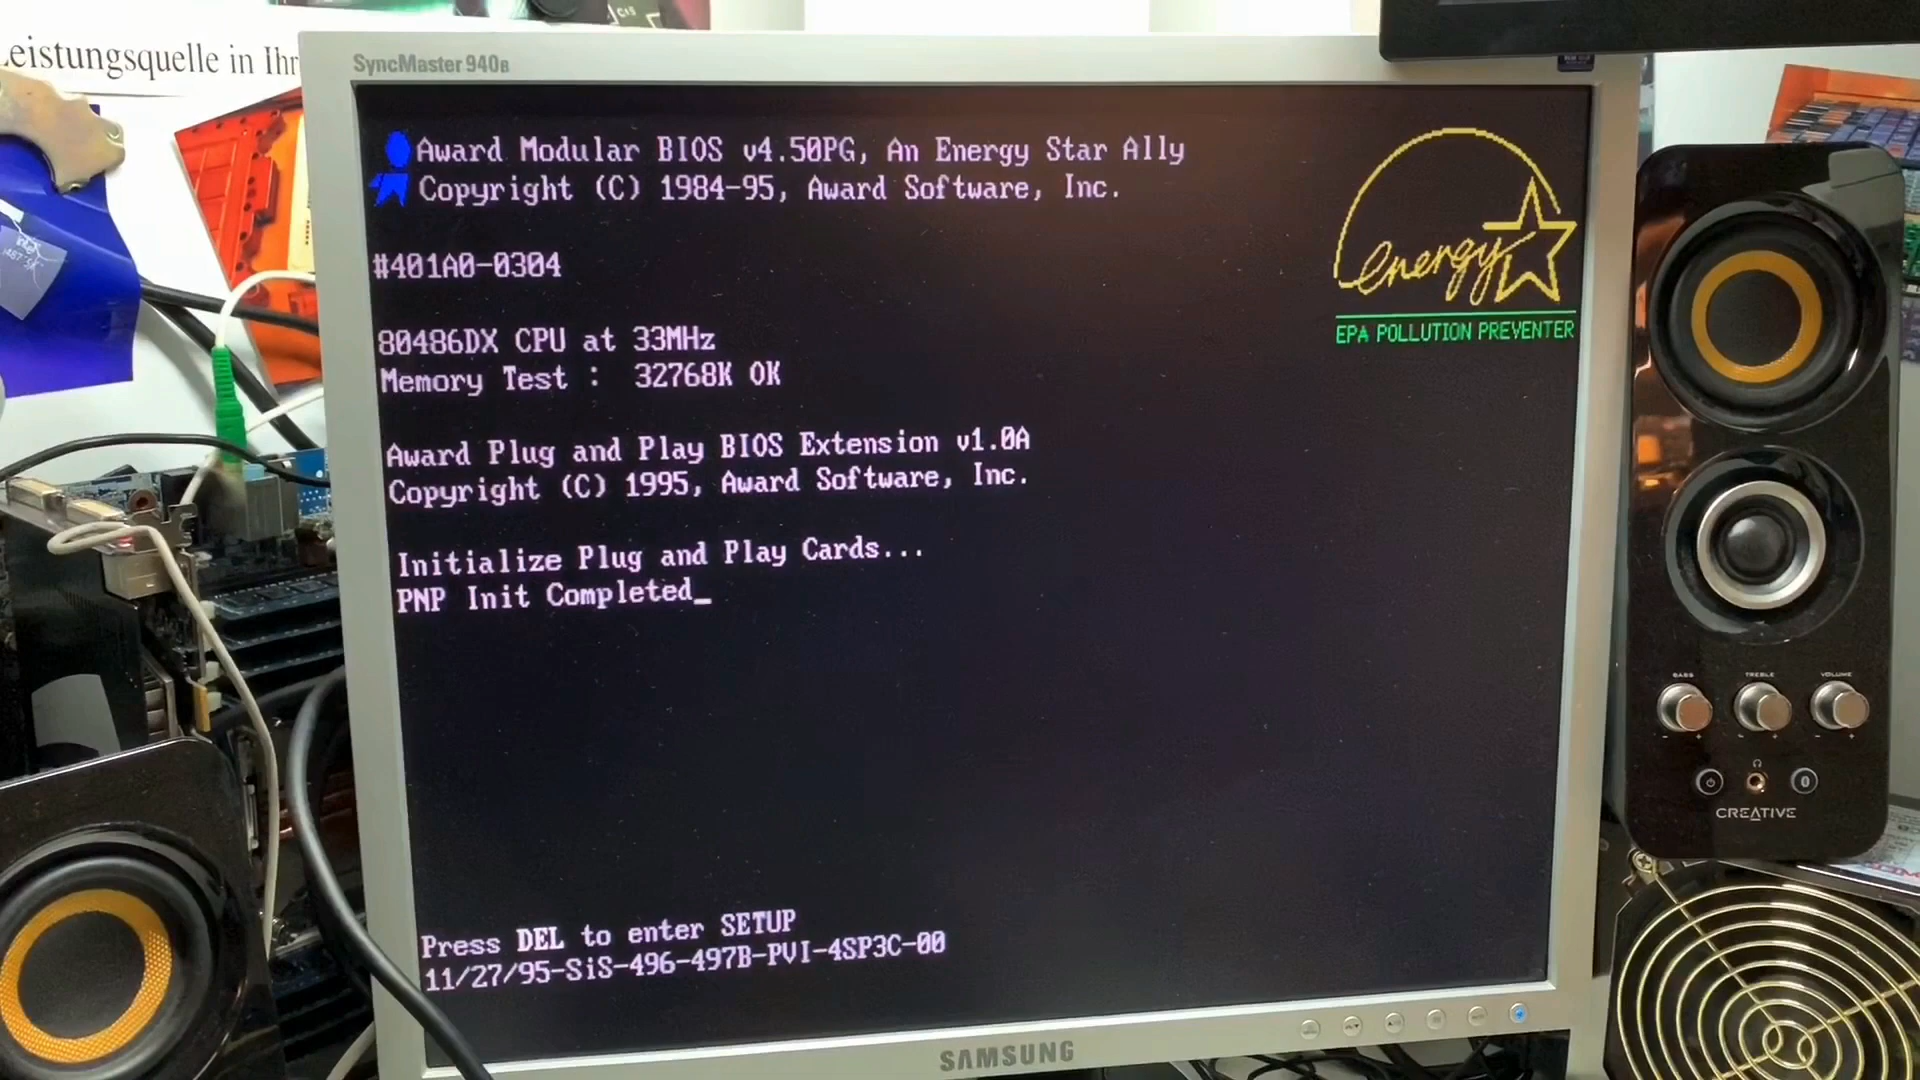 Leistungsquelle in Ihr
SyncMaster 940B
Award Modular BIOS v4.50PG, An Energy Star Ally
Copyright (C) 1984-95, Award Software, Inc.
#401A0-0304
energy
EPA POLLUTION PREVENTER
80486DX CPU at 33MHz
Memory Test :  32768K OK
Award Plug and Play BIOS Extension v1.0A
Copyright (C) 1995, Award Software, Inc.
Initialize Plug and Play Cards...
PNP Init Completed_
Press DEL to enter SETUP
11/27/95-SiS-496-497B-PVI-4SP3C-00
SAMSUNG
BASS
TREBLE
VOLUME
CREATIVE